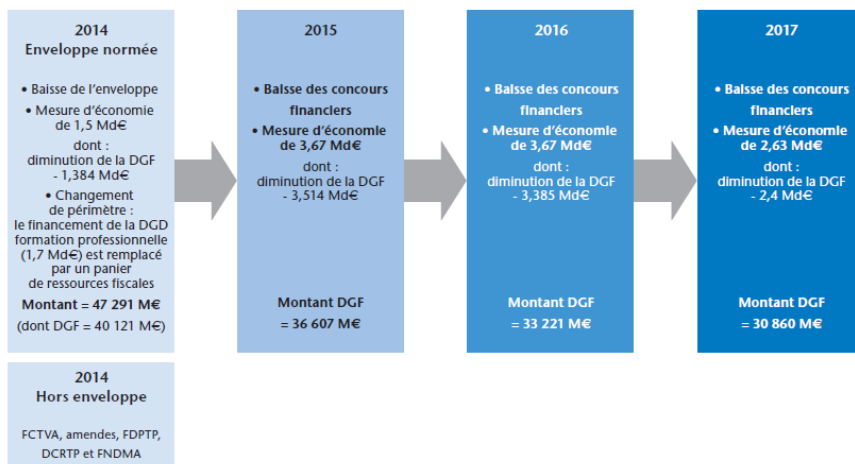 2014
Enveloppe normée
• Baisse de l'enveloppe
• Mesure d'économie
de 1,5 Md€
dont :
diminution de la DGF
- 1,384 Md€
• Changement
de périmètre :
le financement de la DGD
formation professionnelle
(1,7 Md€) est remplacé
par un panier
de ressources fiscales
Montant = 47 291 M€
(dont DGF = 40 121 M€)
2014
Hors enveloppe
FCTVA, amendes, FDPTP,
DCRTP et FNDMA
2015
• Baisse des concours
financiers
• Mesure d'économie
de 3,67 Md€
dont :
diminution de la DGF
- 3,514 Md€
Montant DGF
= 36 607 M€
2016
• Baisse des concours
financiers
• Mesure d'économie
de 3,67 Md€
dont :
diminution de la DGF
- 3,385 Md€
Montant DGF
= 33 221 M€
2017
• Baisse des concours
financiers
• Mesure d'économie
de 2,63 Md€
dont :
diminution de la DGF
- 2,4 Md€
Montant DGF
= 30 860 M€